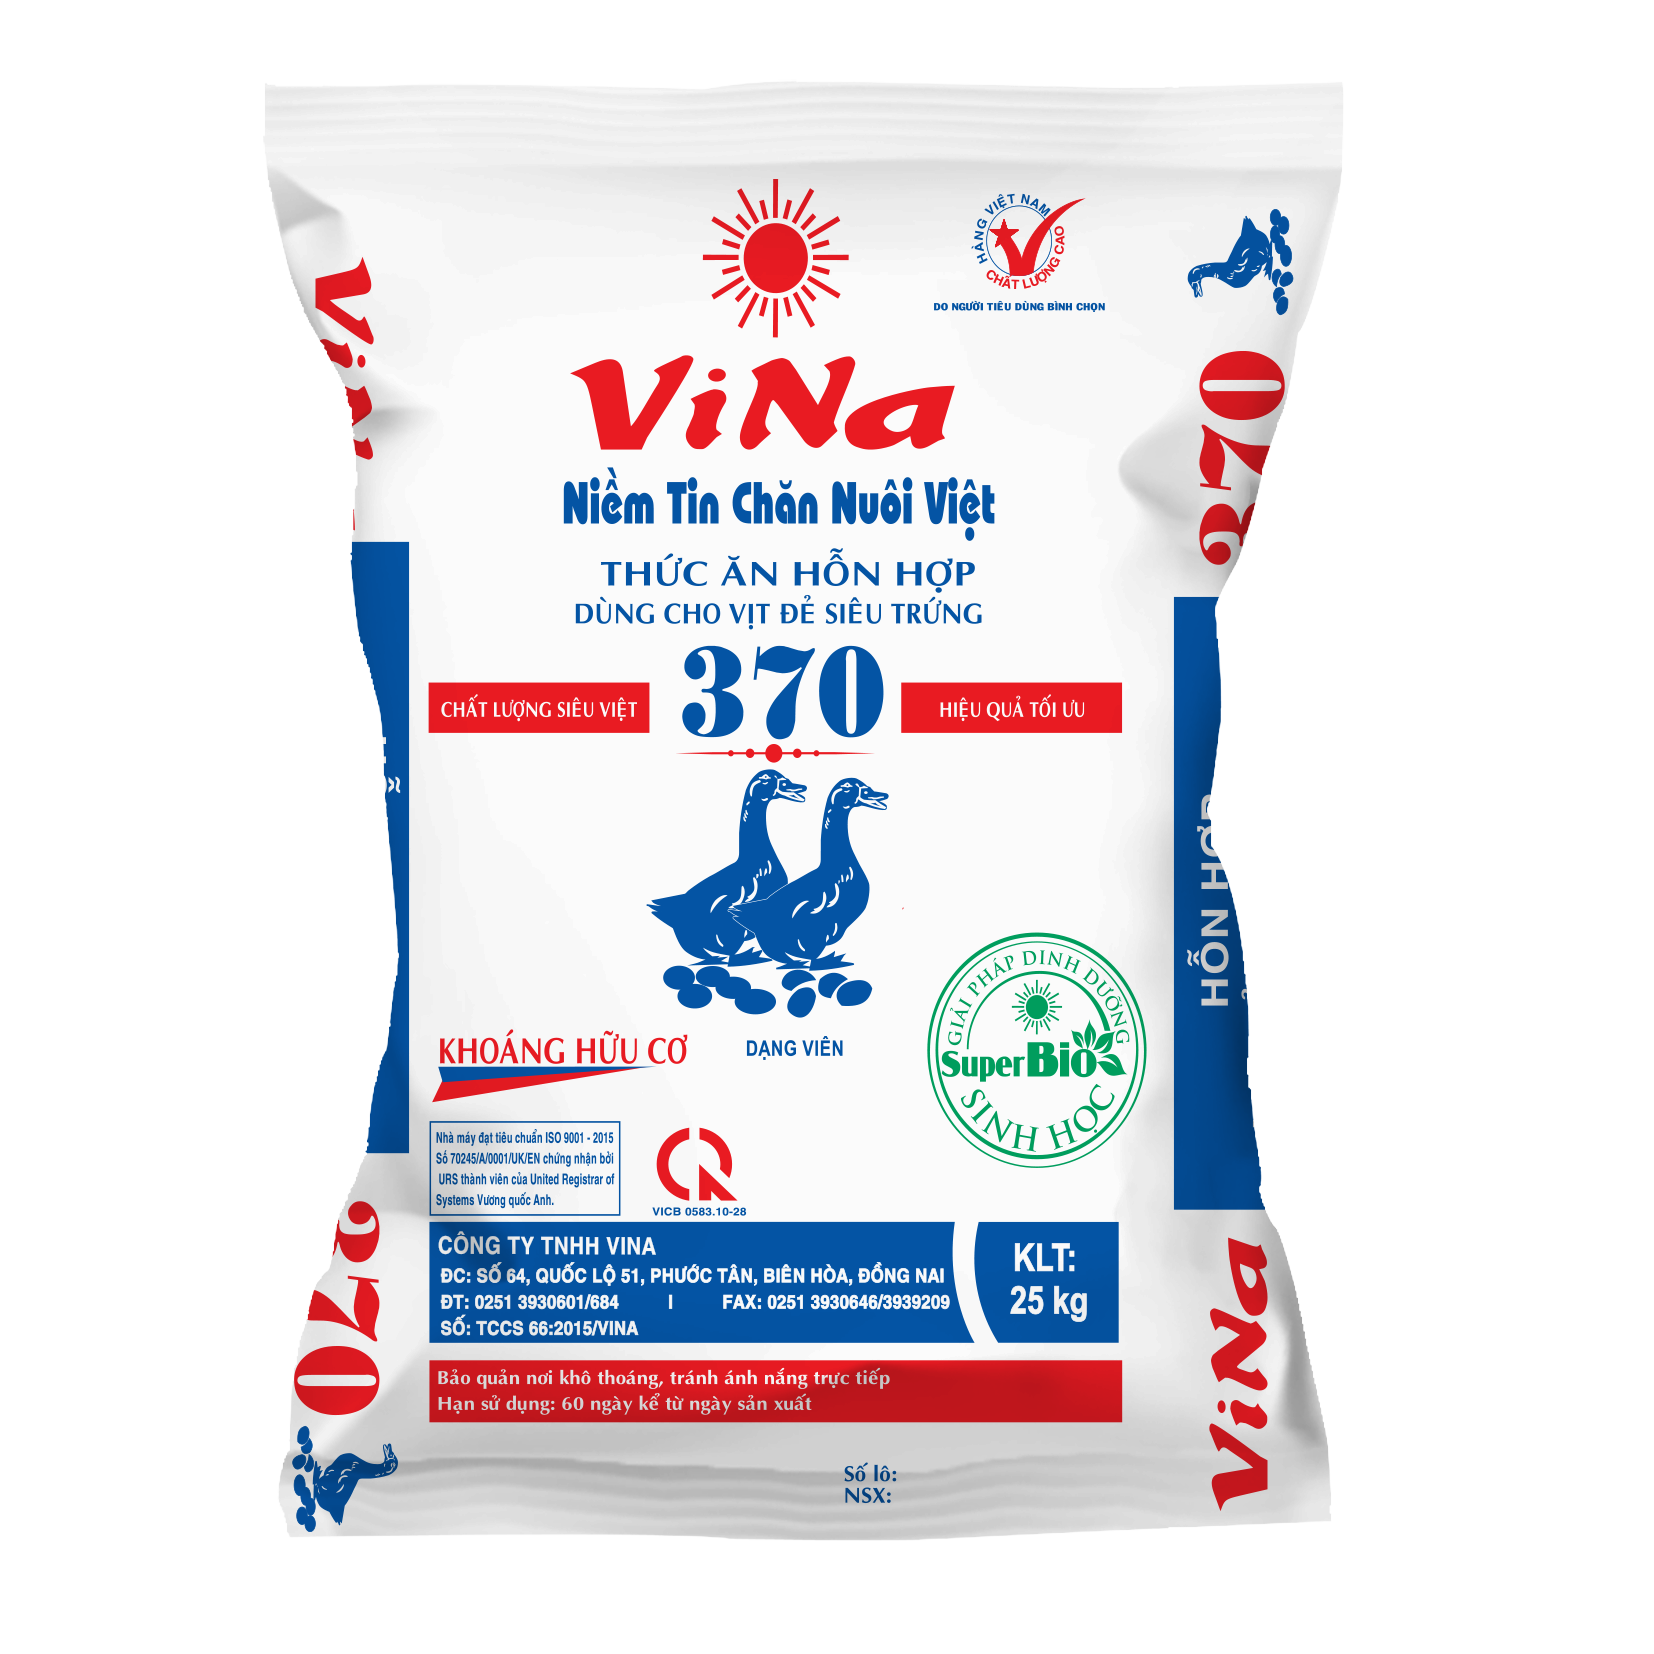 HÀNG VIỆT NAM
CHẤT LƯỢNG CAO
DO NGƯỜI TIÊU DÙNG BÌNH CHỌN
ViNa
Niềm Tin Chăn Nuôi Việt
THỨC ĂN HỖN HỢP
DÙNG CHO VỊT ĐẺ SIÊU TRỨNG
370
CHẤT LƯỢNG SIÊU VIỆT
HIỆU QUẢ TỐI ƯU
GIẢI PHÁP DINH DƯỠNG
SuperBio
SINH HỌC
KHOÁNG HỮU CƠ
DẠNG VIÊN
Nhà máy đạt tiêu chuẩn ISO 9001 - 2015
Số 70245/A/0001/UK/EN chứng nhận bởi
URS thành viên của United Registrar of
Systems Vương quốc Anh.
VICB 0583.10-28
CÔNG TY TNHH VINA
ĐC: SỐ 64, QUỐC LỘ 51, PHƯỚC TÂN, BIÊN HÒA, ĐỒNG NAI
ĐT: 0251 3930601/684 I FAX: 0251 3930646/3939209
SỐ: TCCS 66:2015/VINA
KLT:
25 kg
Bảo quản nơi khô thoáng, tránh ánh nắng trực tiếp
Hạn sử dụng: 60 ngày kể từ ngày sản xuất
Số lô:
NSX:
ViNa
370
370
HỖN HỢP
ViNa